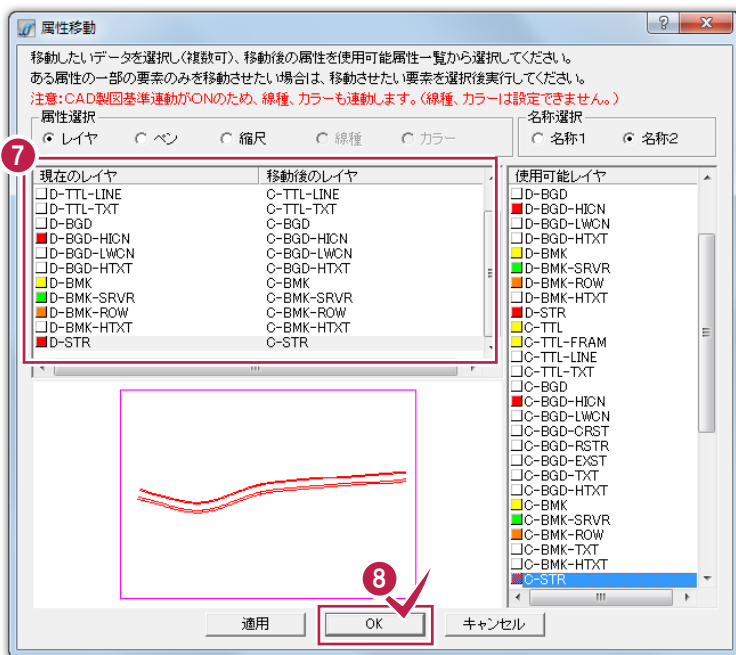 属性移動
移動したいデータを選択し(複数可)、移動後の属性を使用可能属性一覧から選択してください。
ある属性の一部の要素のみを移動させたい場合は、移動させたい要素を選択後実行してください。
注意:CAD製図基準連動がONのため、線種、カラーも連動します。(線種、カラーは設定できません。)
属性選択 名称選択
レイヤ ペン 縮尺 線種 カラー 名称1 名称2
7
現在のレイヤ 移動後のレイヤ
D-TTL-LINE C-TTL-LINE
D-TTL-TXT C-TTL-TXT
D-BGD C-BGD
D-BGD-HICN C-BGD-HICN
D-BGD-LWCN C-BGD-LWCN
D-BGD-HTXT C-BGD-HTXT
D-BMK C-BMK
D-BMK-SRVR C-BMK-SRVR
D-BMK-ROW C-BMK-ROW
D-BMK-HTXT C-BMK-HTXT
D-STR C-STR
使用可能レイヤ
D-BGD
D-BGD-HICN
D-BGD-LWCN
D-BGD-HTXT
D-BMK
D-BMK-SRVR
D-BMK-ROW
D-BMK-HTXT
D-STR
C-TTL
C-TTL-FRAM
C-TTL-LINE
C-TTL-TXT
C-BGD
C-BGD-HICN
C-BGD-LWCN
C-BGD-CRST
C-BGD-RSTR
C-BGD-EXST
C-BGD-TXT
C-BGD-HTXT
C-BMK
C-BMK-SRVR
C-BMK-ROW
C-BMK-TXT
C-BMK-HTXT
C-STR
8
適用 OK キャンセル